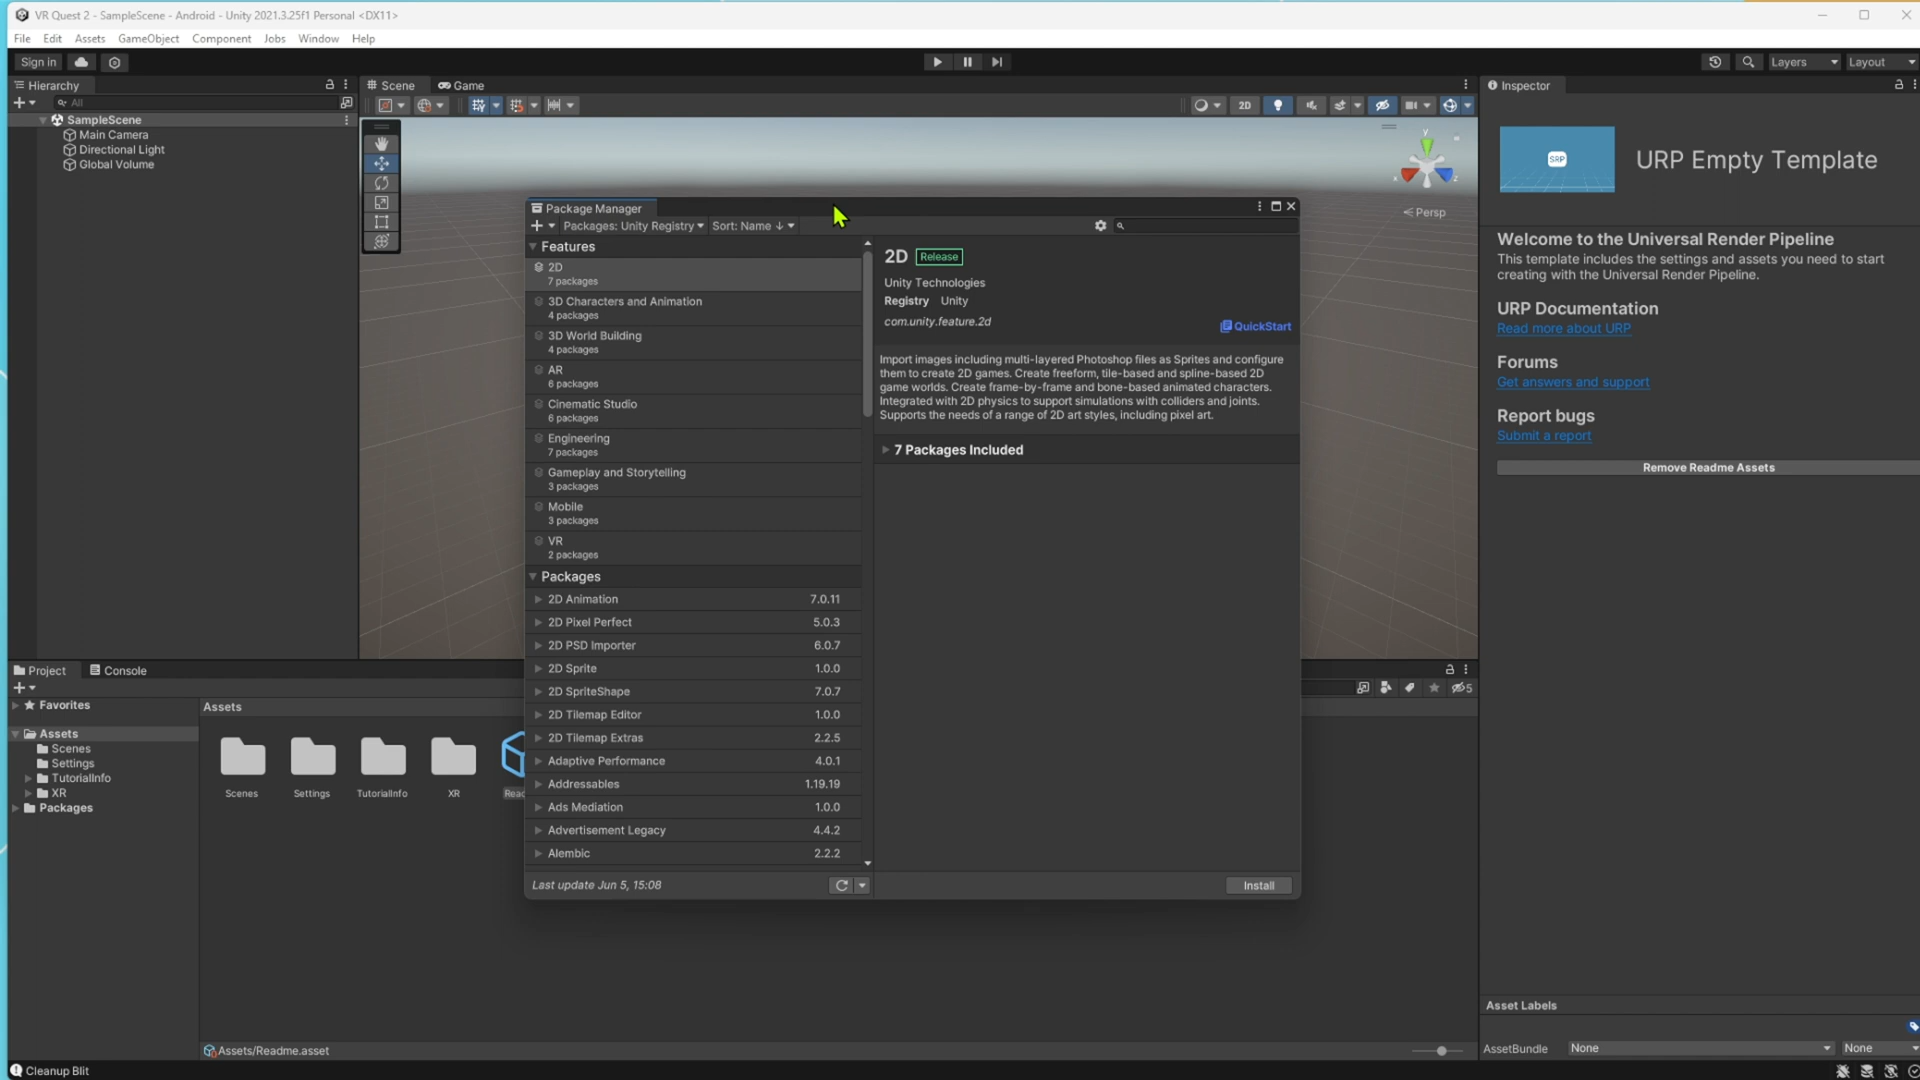 VR Quest 2 - SampleScene - Android - Unity 2021.3.25f1 Personal <DX11>
File Edit Assets GameObject Component Jobs Window Help
Sign in
Layers Layout
Hierarchy
All
SampleScene
Main Camera
Directional Light
Global Volume
Scene Game
2D
y
x
z
Persp
Package Manager
Packages: Unity Registry Sort: Name ↓
Features
2D
7 packages
3D Characters and Animation
4 packages
3D World Building
4 packages
AR
6 packages
Cinematic Studio
6 packages
Engineering
7 packages
Gameplay and Storytelling
3 packages
Mobile
3 packages
VR
2 packages
Packages
2D Animation 7.0.11
2D Pixel Perfect 5.0.3
2D PSD Importer 6.0.7
2D Sprite 1.0.0
2D SpriteShape 7.0.7
2D Tilemap Editor 1.0.0
2D Tilemap Extras 2.2.5
Adaptive Performance 4.0.1
Addressables 1.19.19
Ads Mediation 1.0.0
Advertisement Legacy 4.4.2
Alembic 2.2.2
Last update Jun 5, 15:08
2D Release
Unity Technologies
Registry Unity
com.unity.feature.2d
QuickStart
Import images including multi-layered Photoshop files as Sprites and configure
them to create 2D games. Create freeform, tile-based and spline-based 2D
game worlds. Create frame-by-frame and bone-based animated characters.
Integrated with 2D physics to support simulations with colliders and joints.
Supports the needs of a range of 2D art styles, including pixel art.
7 Packages Included
Install
Inspector
SRP
URP Empty Template
Welcome to the Universal Render Pipeline
This template includes the settings and assets you need to start
creating with the Universal Render Pipeline.
URP Documentation
Read more about URP
Forums
Get answers and support
Report bugs
Submit a report
Remove Readme Assets
Project Console
5
Favorites
Assets
Scenes
Settings
TutorialInfo
XR
Packages
Assets
Scenes Settings TutorialInfo XR Read
Assets/Readme.asset
Asset Labels
AssetBundle None None
Cleanup Blit